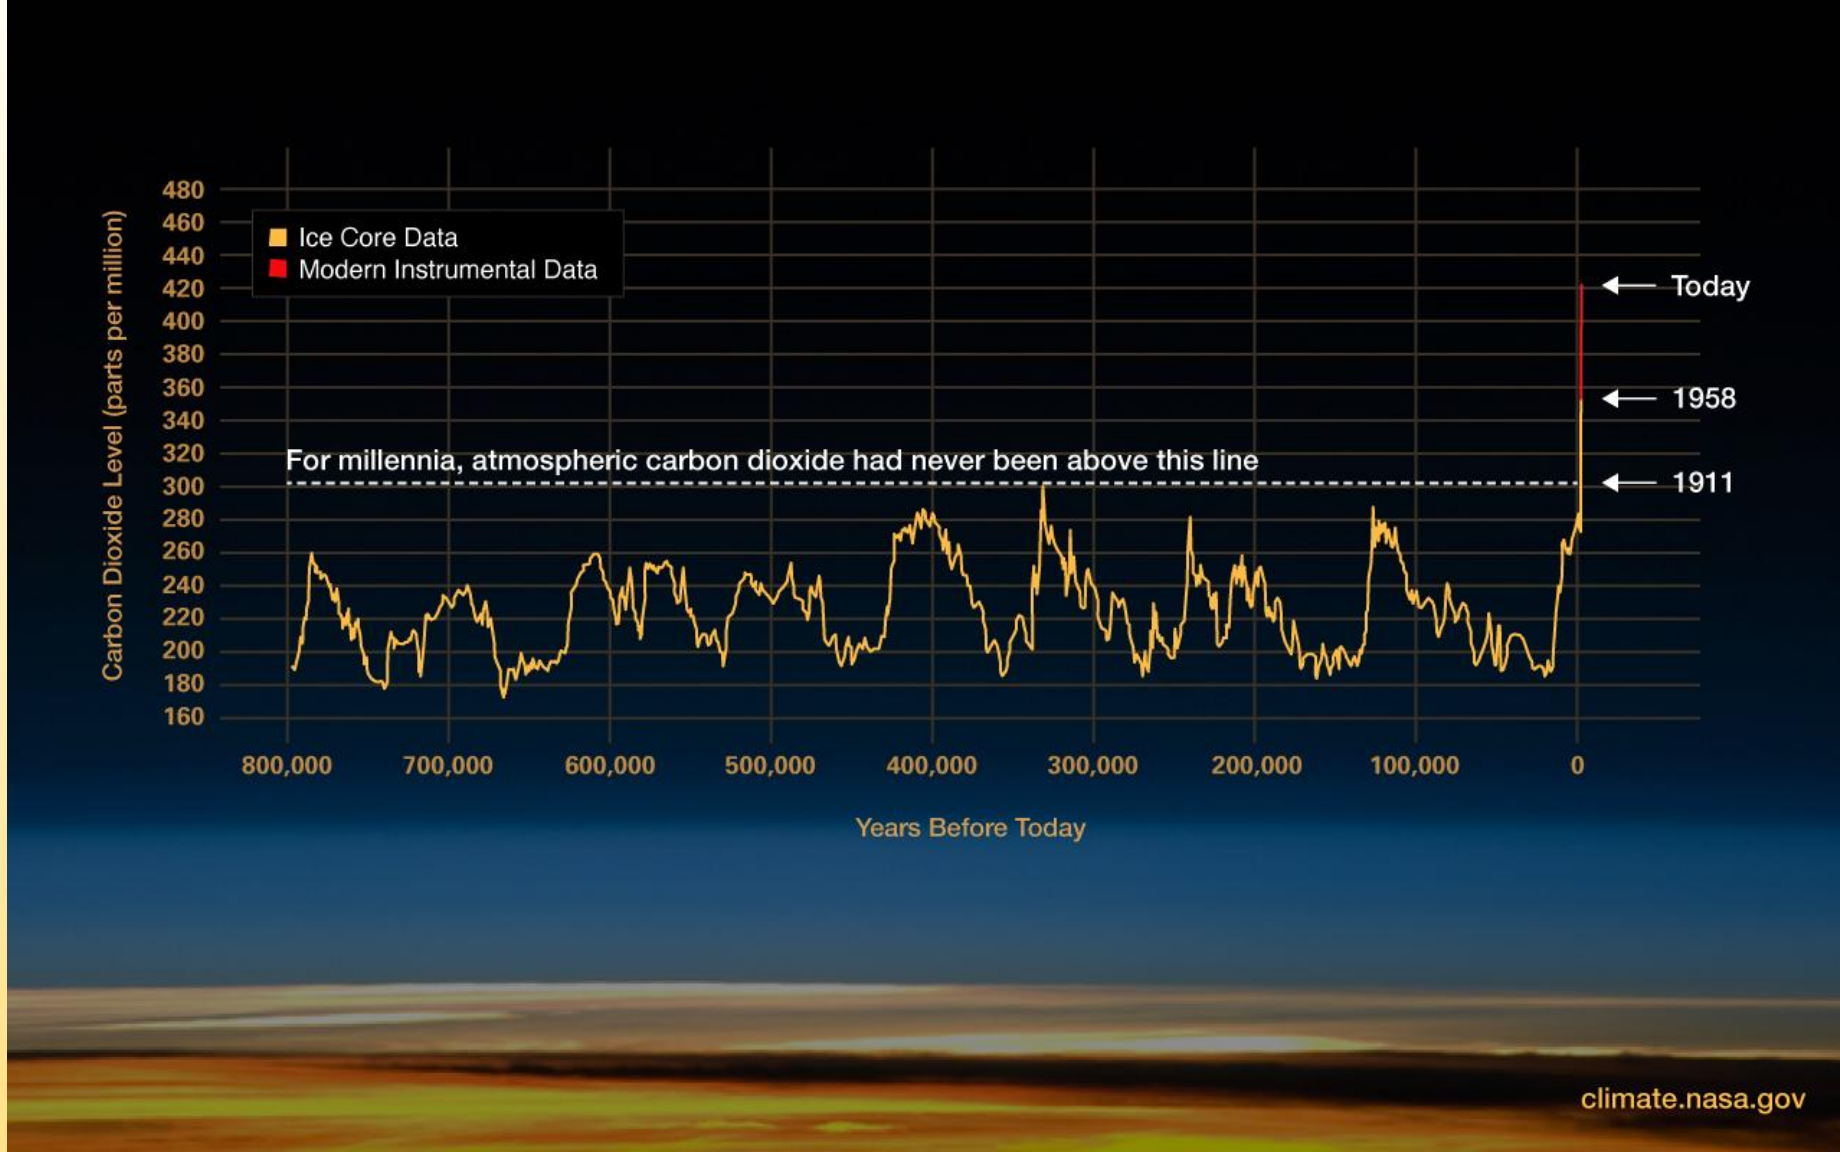 480
460
440
420
400
380
360
340
320
300
280
260
240
220
200
180
160
Carbon Dioxide Level (parts per million)
Ice Core Data
Modern Instrumental Data
For millennia, atmospheric carbon dioxide had never been above this line
Today
1958
1911
800,000 700,000 600,000 500,000 400,000 300,000 200,000 100,000 0
Years Before Today
climate.nasa.gov